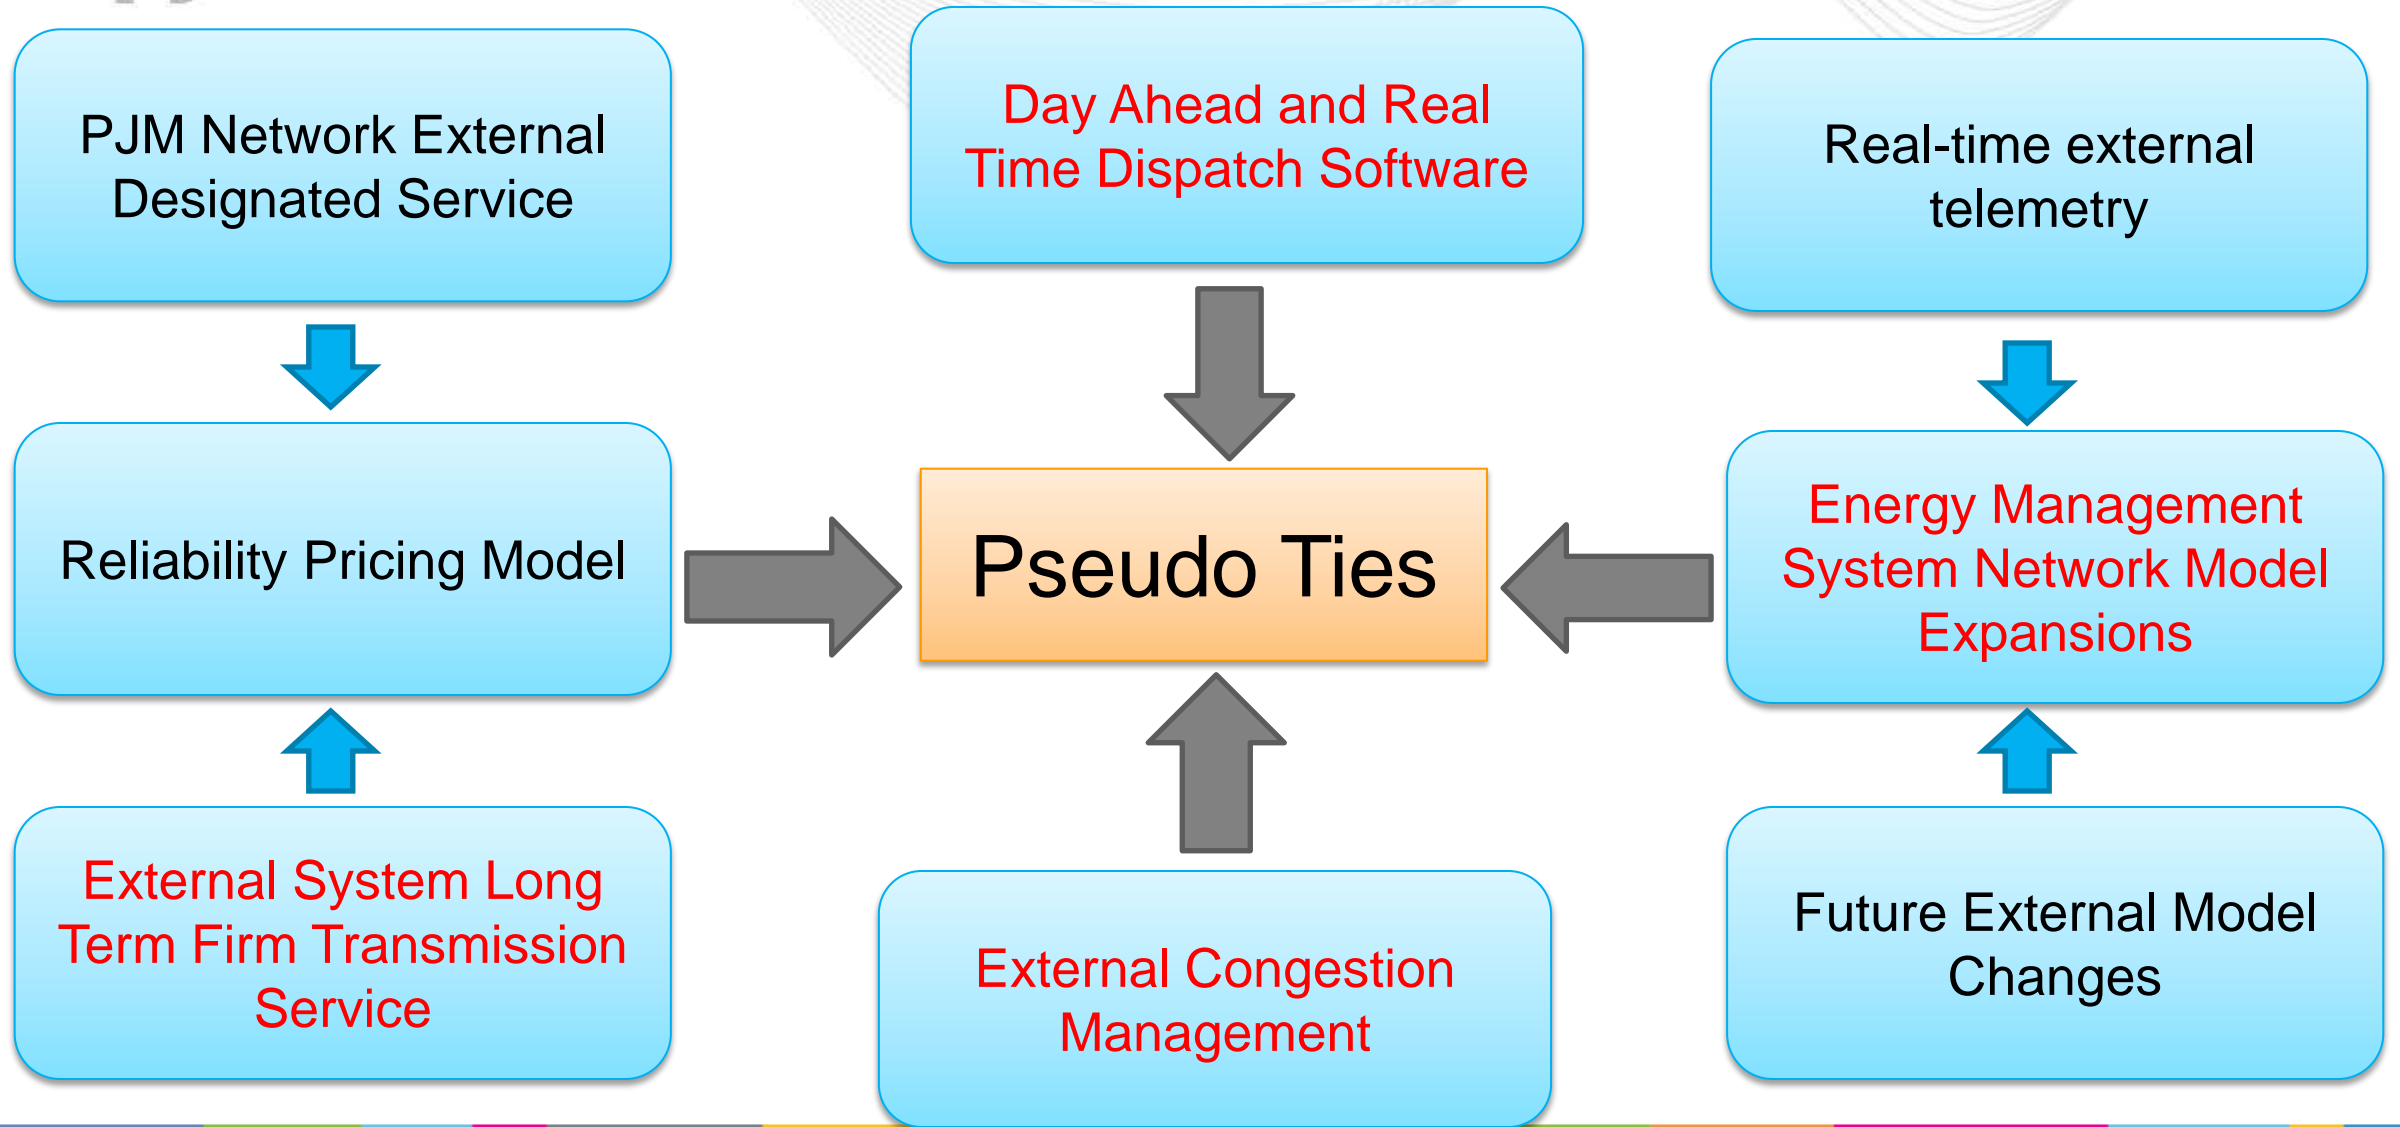 PJM Network External
Designated Service
Day Ahead and Real
Time Dispatch Software
Real-time external
telemetry
Reliability Pricing Model
Pseudo Ties
Energy Management
System Network Model
Expansions
External System Long
Term Firm Transmission
Service
External Congestion
Management
Future External Model
Changes